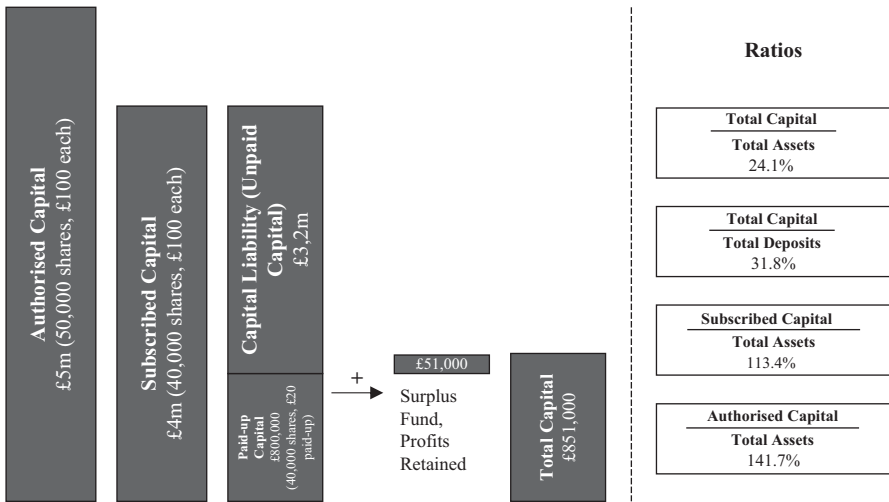 Authorised Capital
£5m (50,000 shares, £100 each)
Subscribed Capital
£4m (40,000 shares, £100 each)
Capital Liability (Unpaid
Capital)
£3,2m
Paid-up
Capital
£800,000
(40,000 shares, £20
paid-up)
+
£51,000
Surplus
Fund,
Profits
Retained
Total Capital
£851,000
Ratios
Total Capital
Total Assets
24.1%
Total Capital
Total Deposits
31.8%
Subscribed Capital
Total Assets
113.4%
Authorised Capital
Total Assets
141.7%